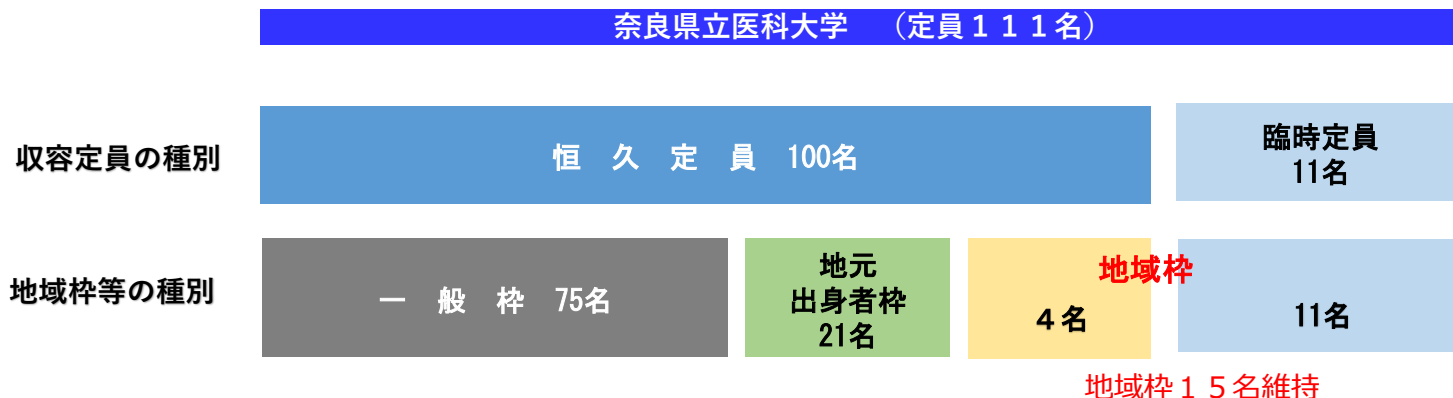 奈良県立医科大学　（定員１１１名）
収容定員の種別
恒　久　定　員　100名
臨時定員
11名
地域枠等の種別
一　般　枠　75名
地元
出身者枠
21名
地域枠
４名
11名
地域枠１５名維持